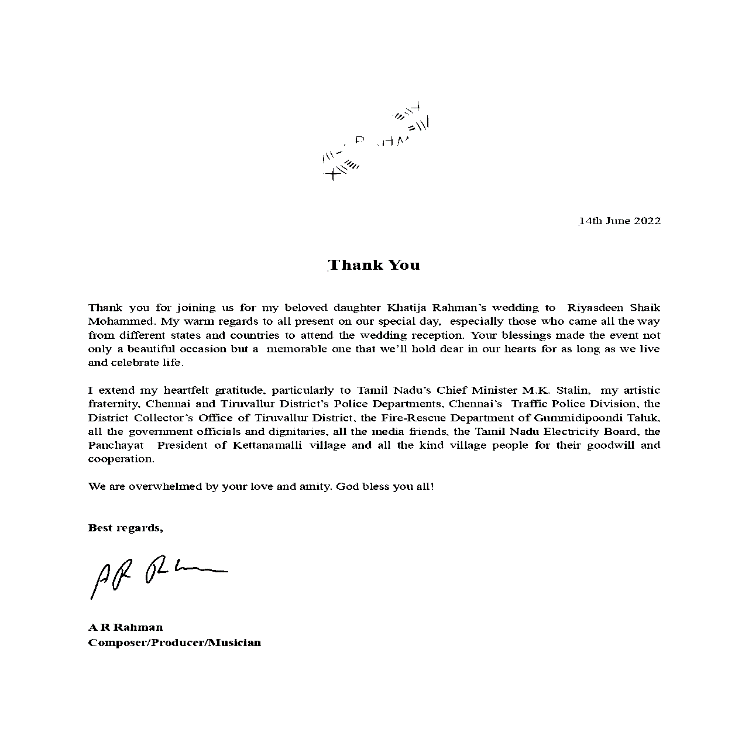 14th June 2022
Thank You
Thank you for joining us for my beloved daughter Khatija Rahman's wedding to Riyasdeen Shaik
Mohammed. My warm regards to all present on our special day, especially those who came all the way
from different states and countries to attend the wedding reception. Your blessings made the event not
only a beautiful occasion but a memorable one that we'll hold dear in our hearts for as long as we live
and celebrate life.
I extend my heartfelt gratitude, particularly to Tamil Nadu's Chief Minister M.K. Stalin, my artistic
fraternity, Chennai and Tiruvallur District's Police Departments, Chennai's Traffic Police Division, the
District Collector's Office of Tiruvallur District, the Fire-Rescue Department of Gummidipoondi Taluk,
all the government officials and dignitaries, all the media friends, the Tamil Nadu Electricity Board, the
Panchayat President of Kettanamalli village and all the kind village people for their goodwill and
cooperation.
We are overwhelmed by your love and amity. God bless you all!
Best regards,
A R Rahman
Composer/Producer/Musician